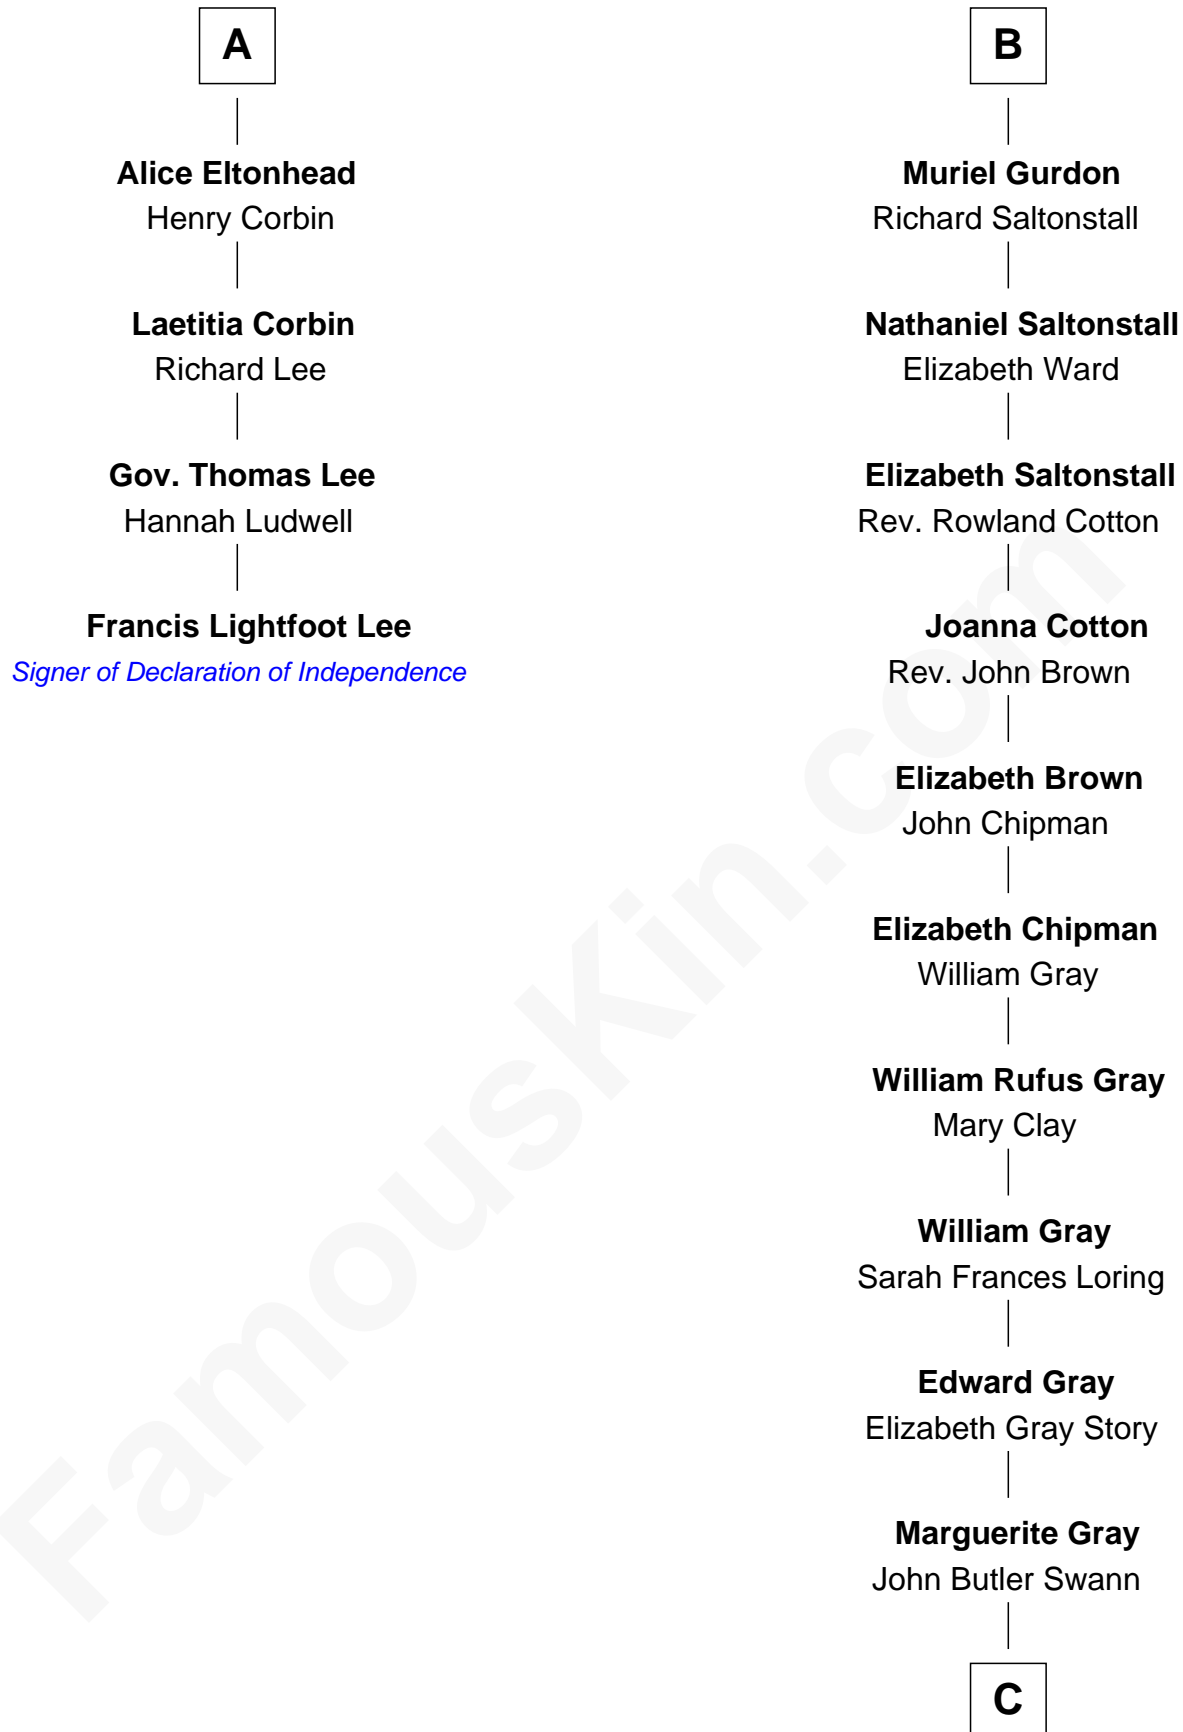 A
Alice Eltonhead
Henry Corbin
Laetitia Corbin
Richard Lee
Gov. Thomas Lee
Hannah Ludwell
Francis Lightfoot Lee
Signer of Declaration of Independence
B
Muriel Gurdon
Richard Saltonstall
Nathaniel Saltonstall
Elizabeth Ward
Elizabeth Saltonstall
Rev. Rowland Cotton
Joanna Cotton
Rev. John Brown
Elizabeth Brown
John Chipman
Elizabeth Chipman
William Gray
William Rufus Gray
Mary Clay
William Gray
Sarah Frances Loring
Edward Gray
Elizabeth Gray Story
Marguerite Gray
John Butler Swann
C
FamousKin.com